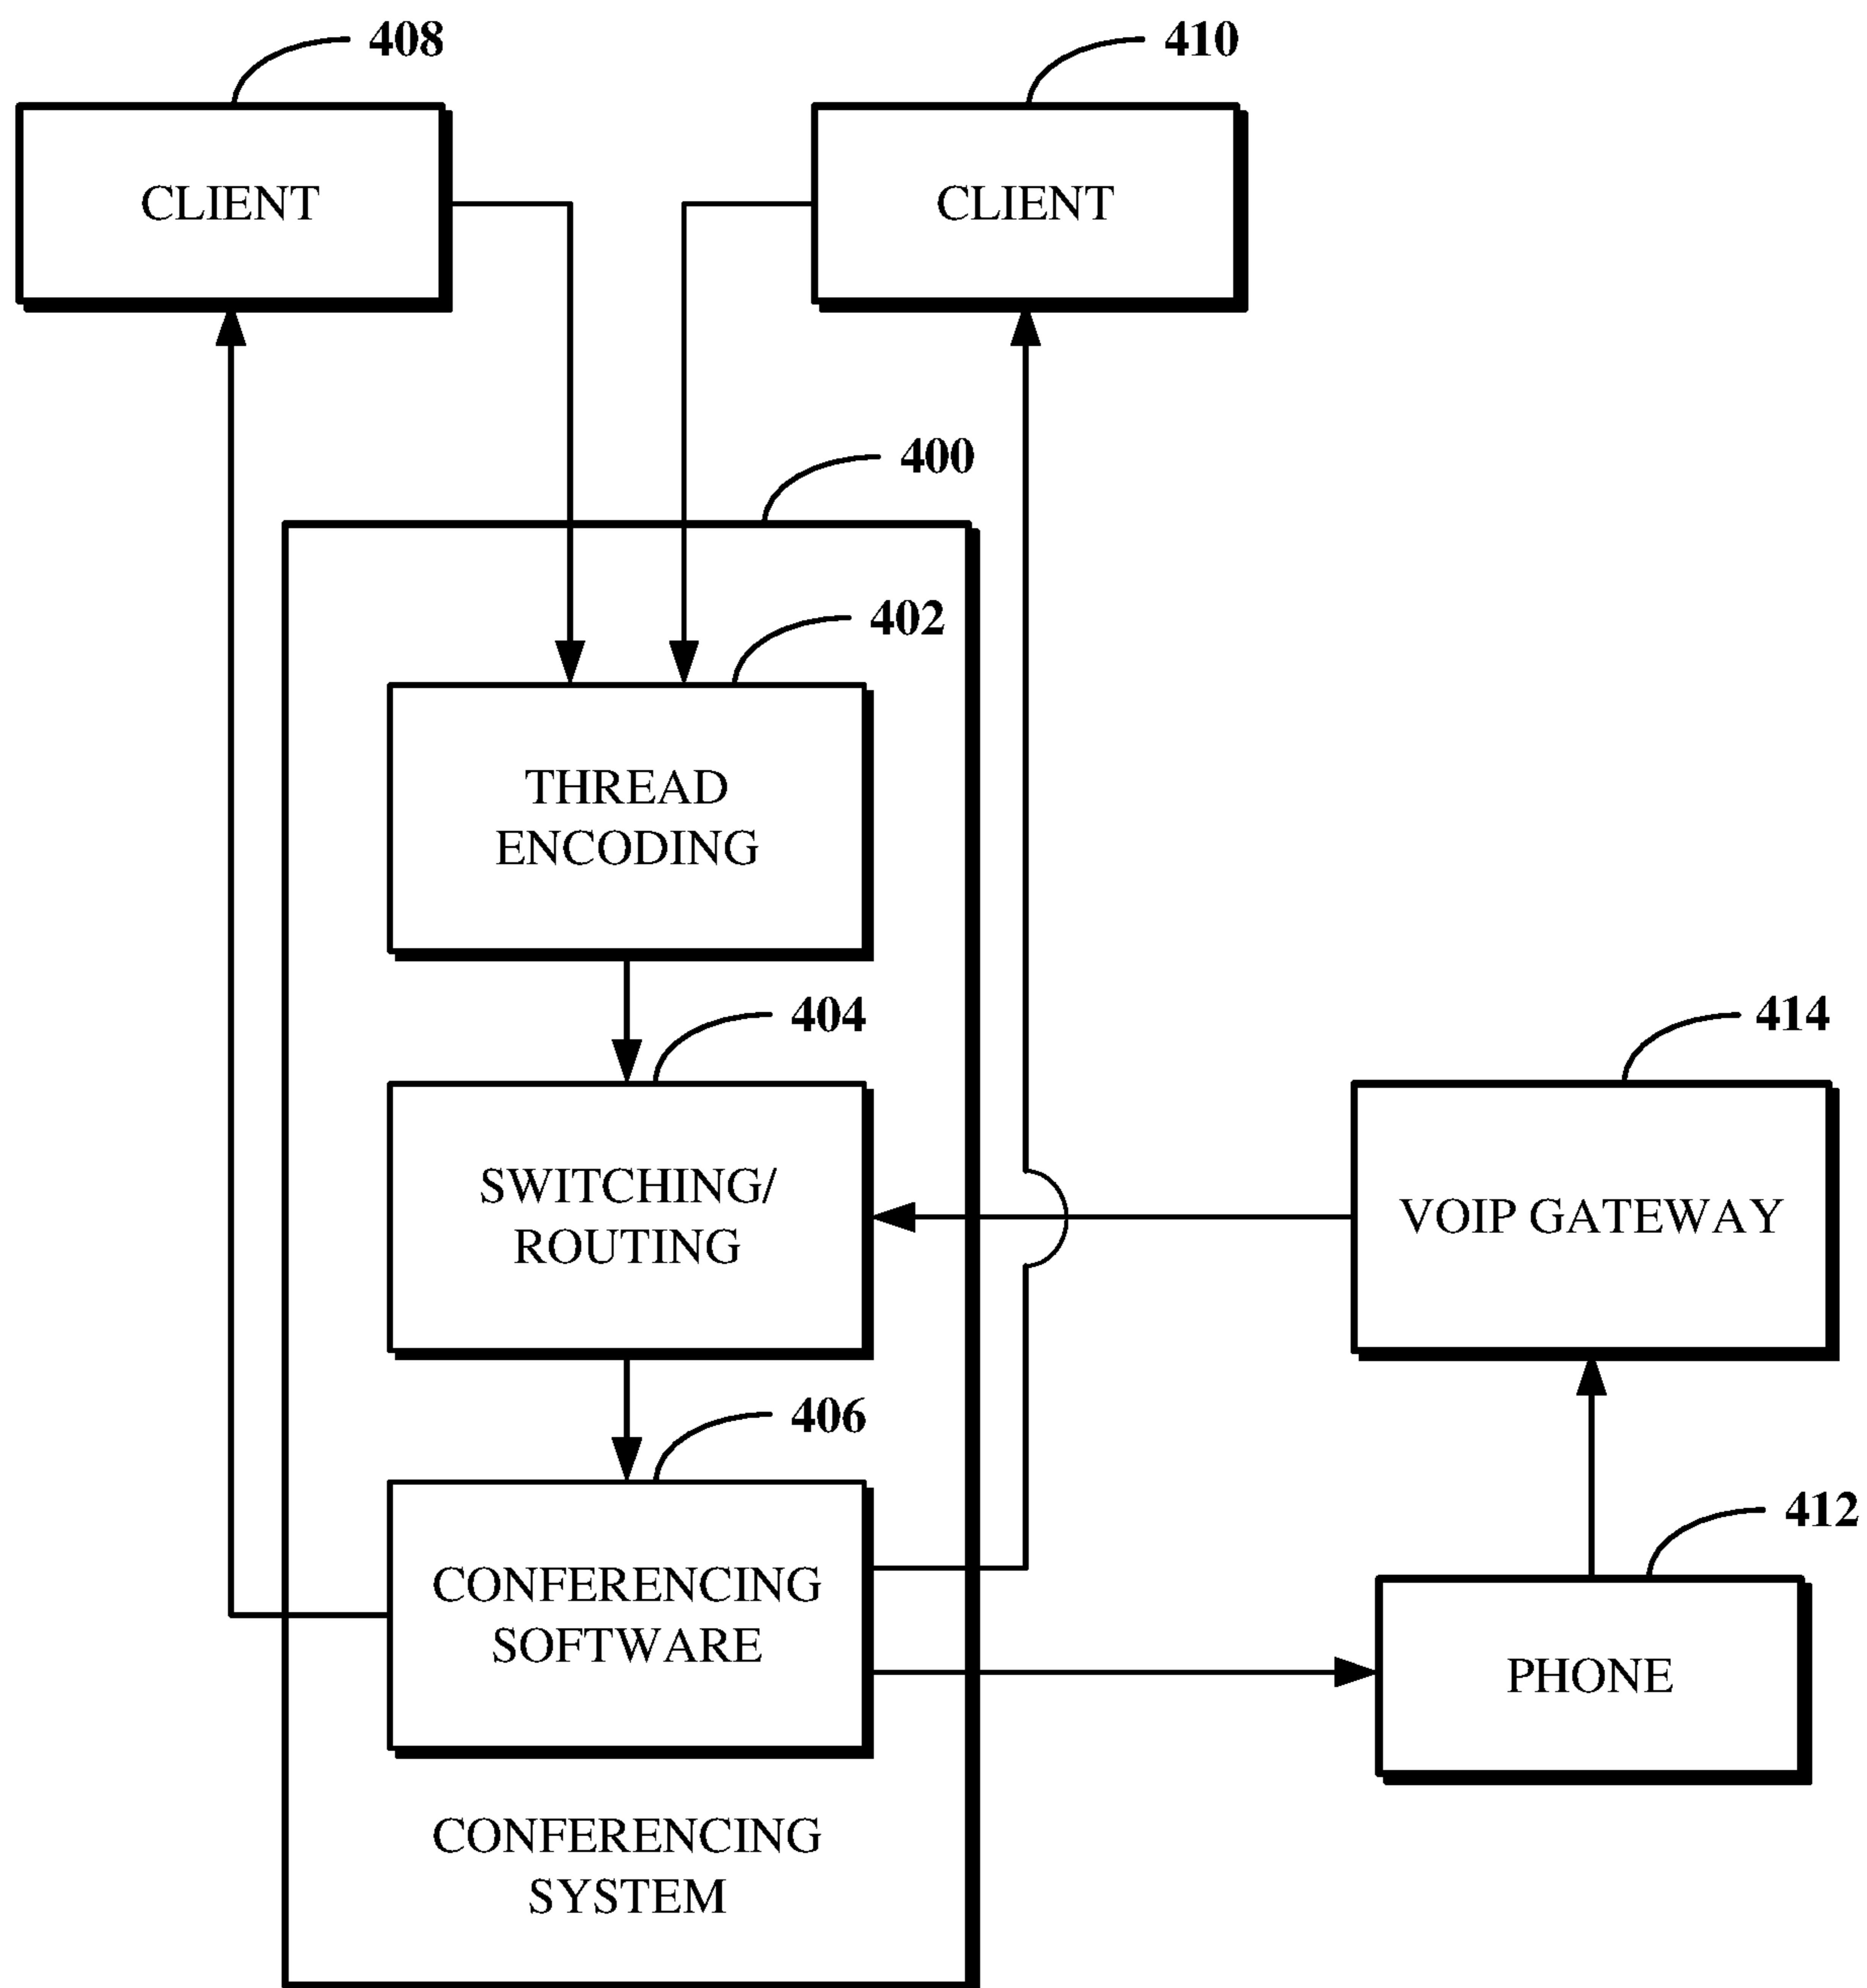 408
410
CLIENT
CLIENT
400
402
THREAD
ENCODING
404
414
SWITCHING/
ROUTING
VOIP GATEWAY
406
412
CONFERENCING
SOFTWARE
PHONE
CONFERENCING
SYSTEM